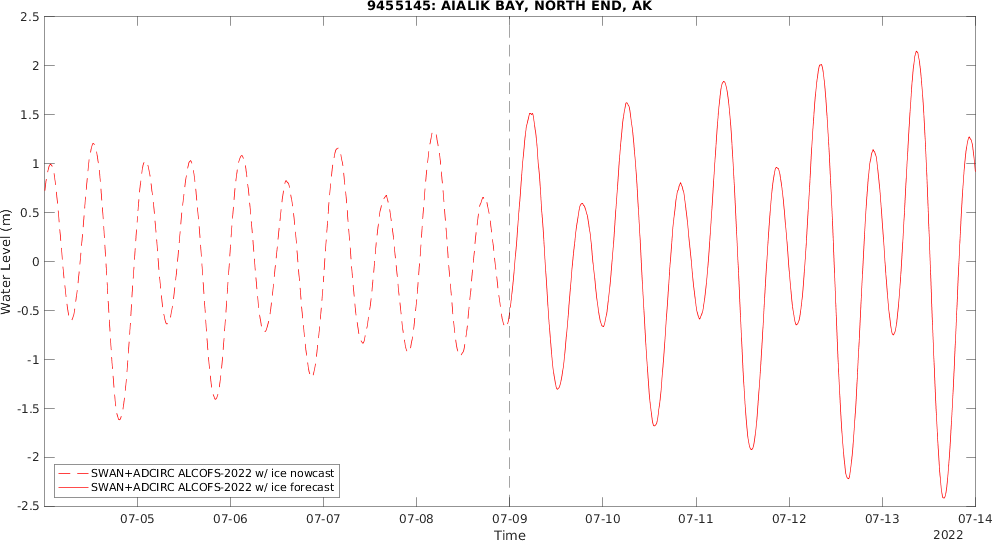 9455145: AIALIK BAY, NORTH END, AK
2.5
2
1.5
1
0.5
0
-0.5
-1
-1.5
-2
-2.5
Water Level (m)
SWAN+ADCIRC ALCOFS-2022 w/ ice nowcast
SWAN+ADCIRC ALCOFS-2022 w/ ice forecast
07-05 07-06 07-07 07-08 07-09 07-10 07-11 07-12 07-13 07-14
Time
2022